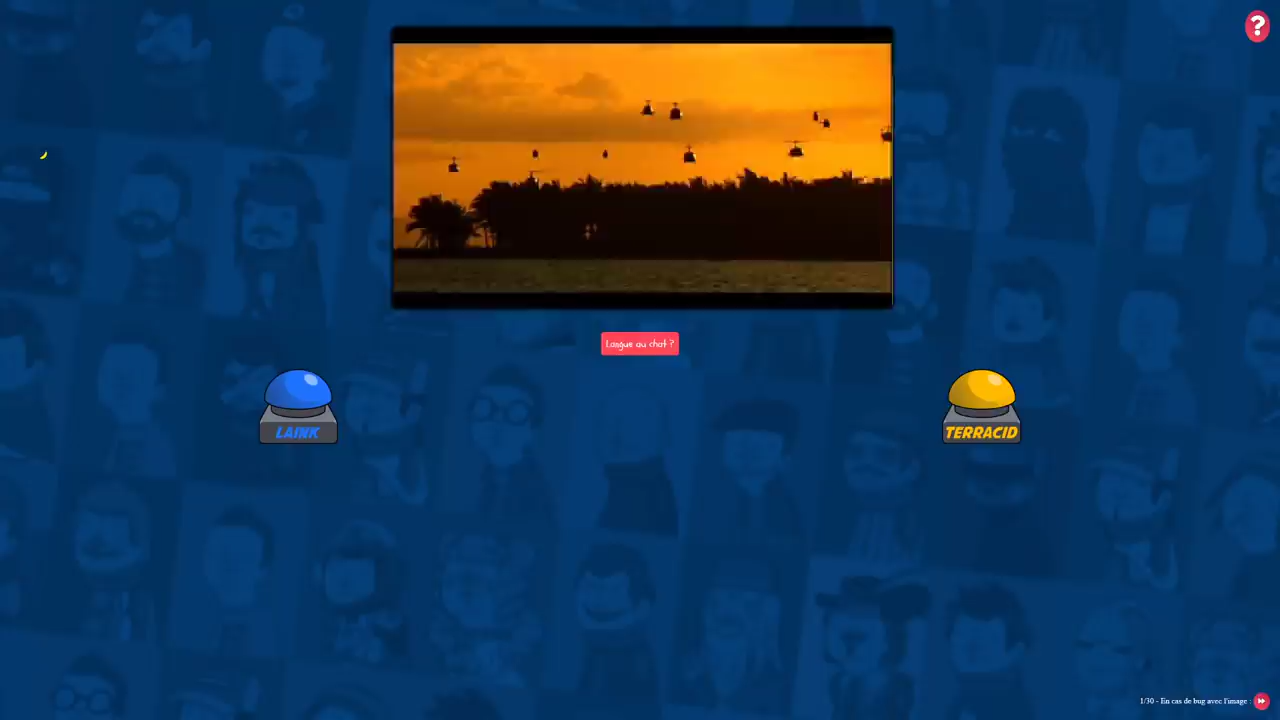 ?
Langue au chat ?
LAINK
TERRACID
1/30 - En cas de bug avec l'image :